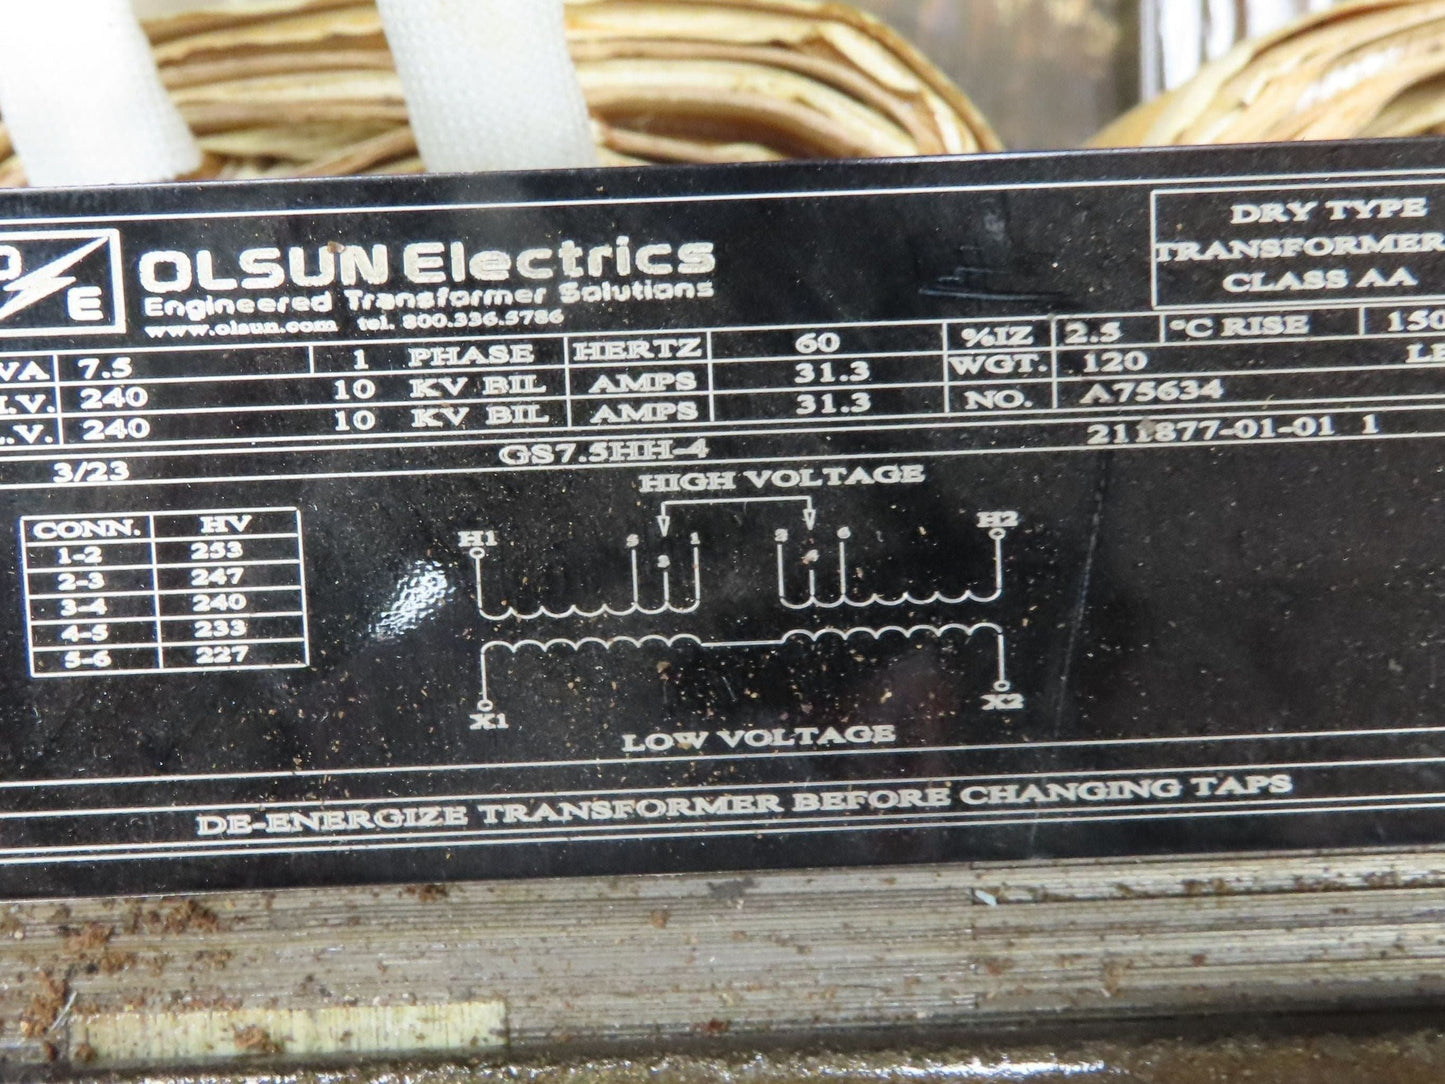 E
OLSUN Electrics
Engineered Transformer Solutions
www.olsun.com tel. 800.336.5786
DRY TYPE
TRANSFORMER
CLASS AA
VA 7.5 1 PHASE HERTZ 60 %IZ 2.5 °C RISE 150
.V. 240 10 KV BIL AMPS 31.3 WGT. 120
.V. 240 10 KV BIL AMPS 31.3 NO. A75634
3/23 GS7.5HH-4 211877-01-01 1
HIGH VOLTAGE
CONN. HV
1-2 253
2-3 247
3-4 240
4-5 233
5-6 227
H1 1 H2
3 4 6
X1 X2
LOW VOLTAGE
DE-ENERGIZE TRANSFORMER BEFORE CHANGING TAPS